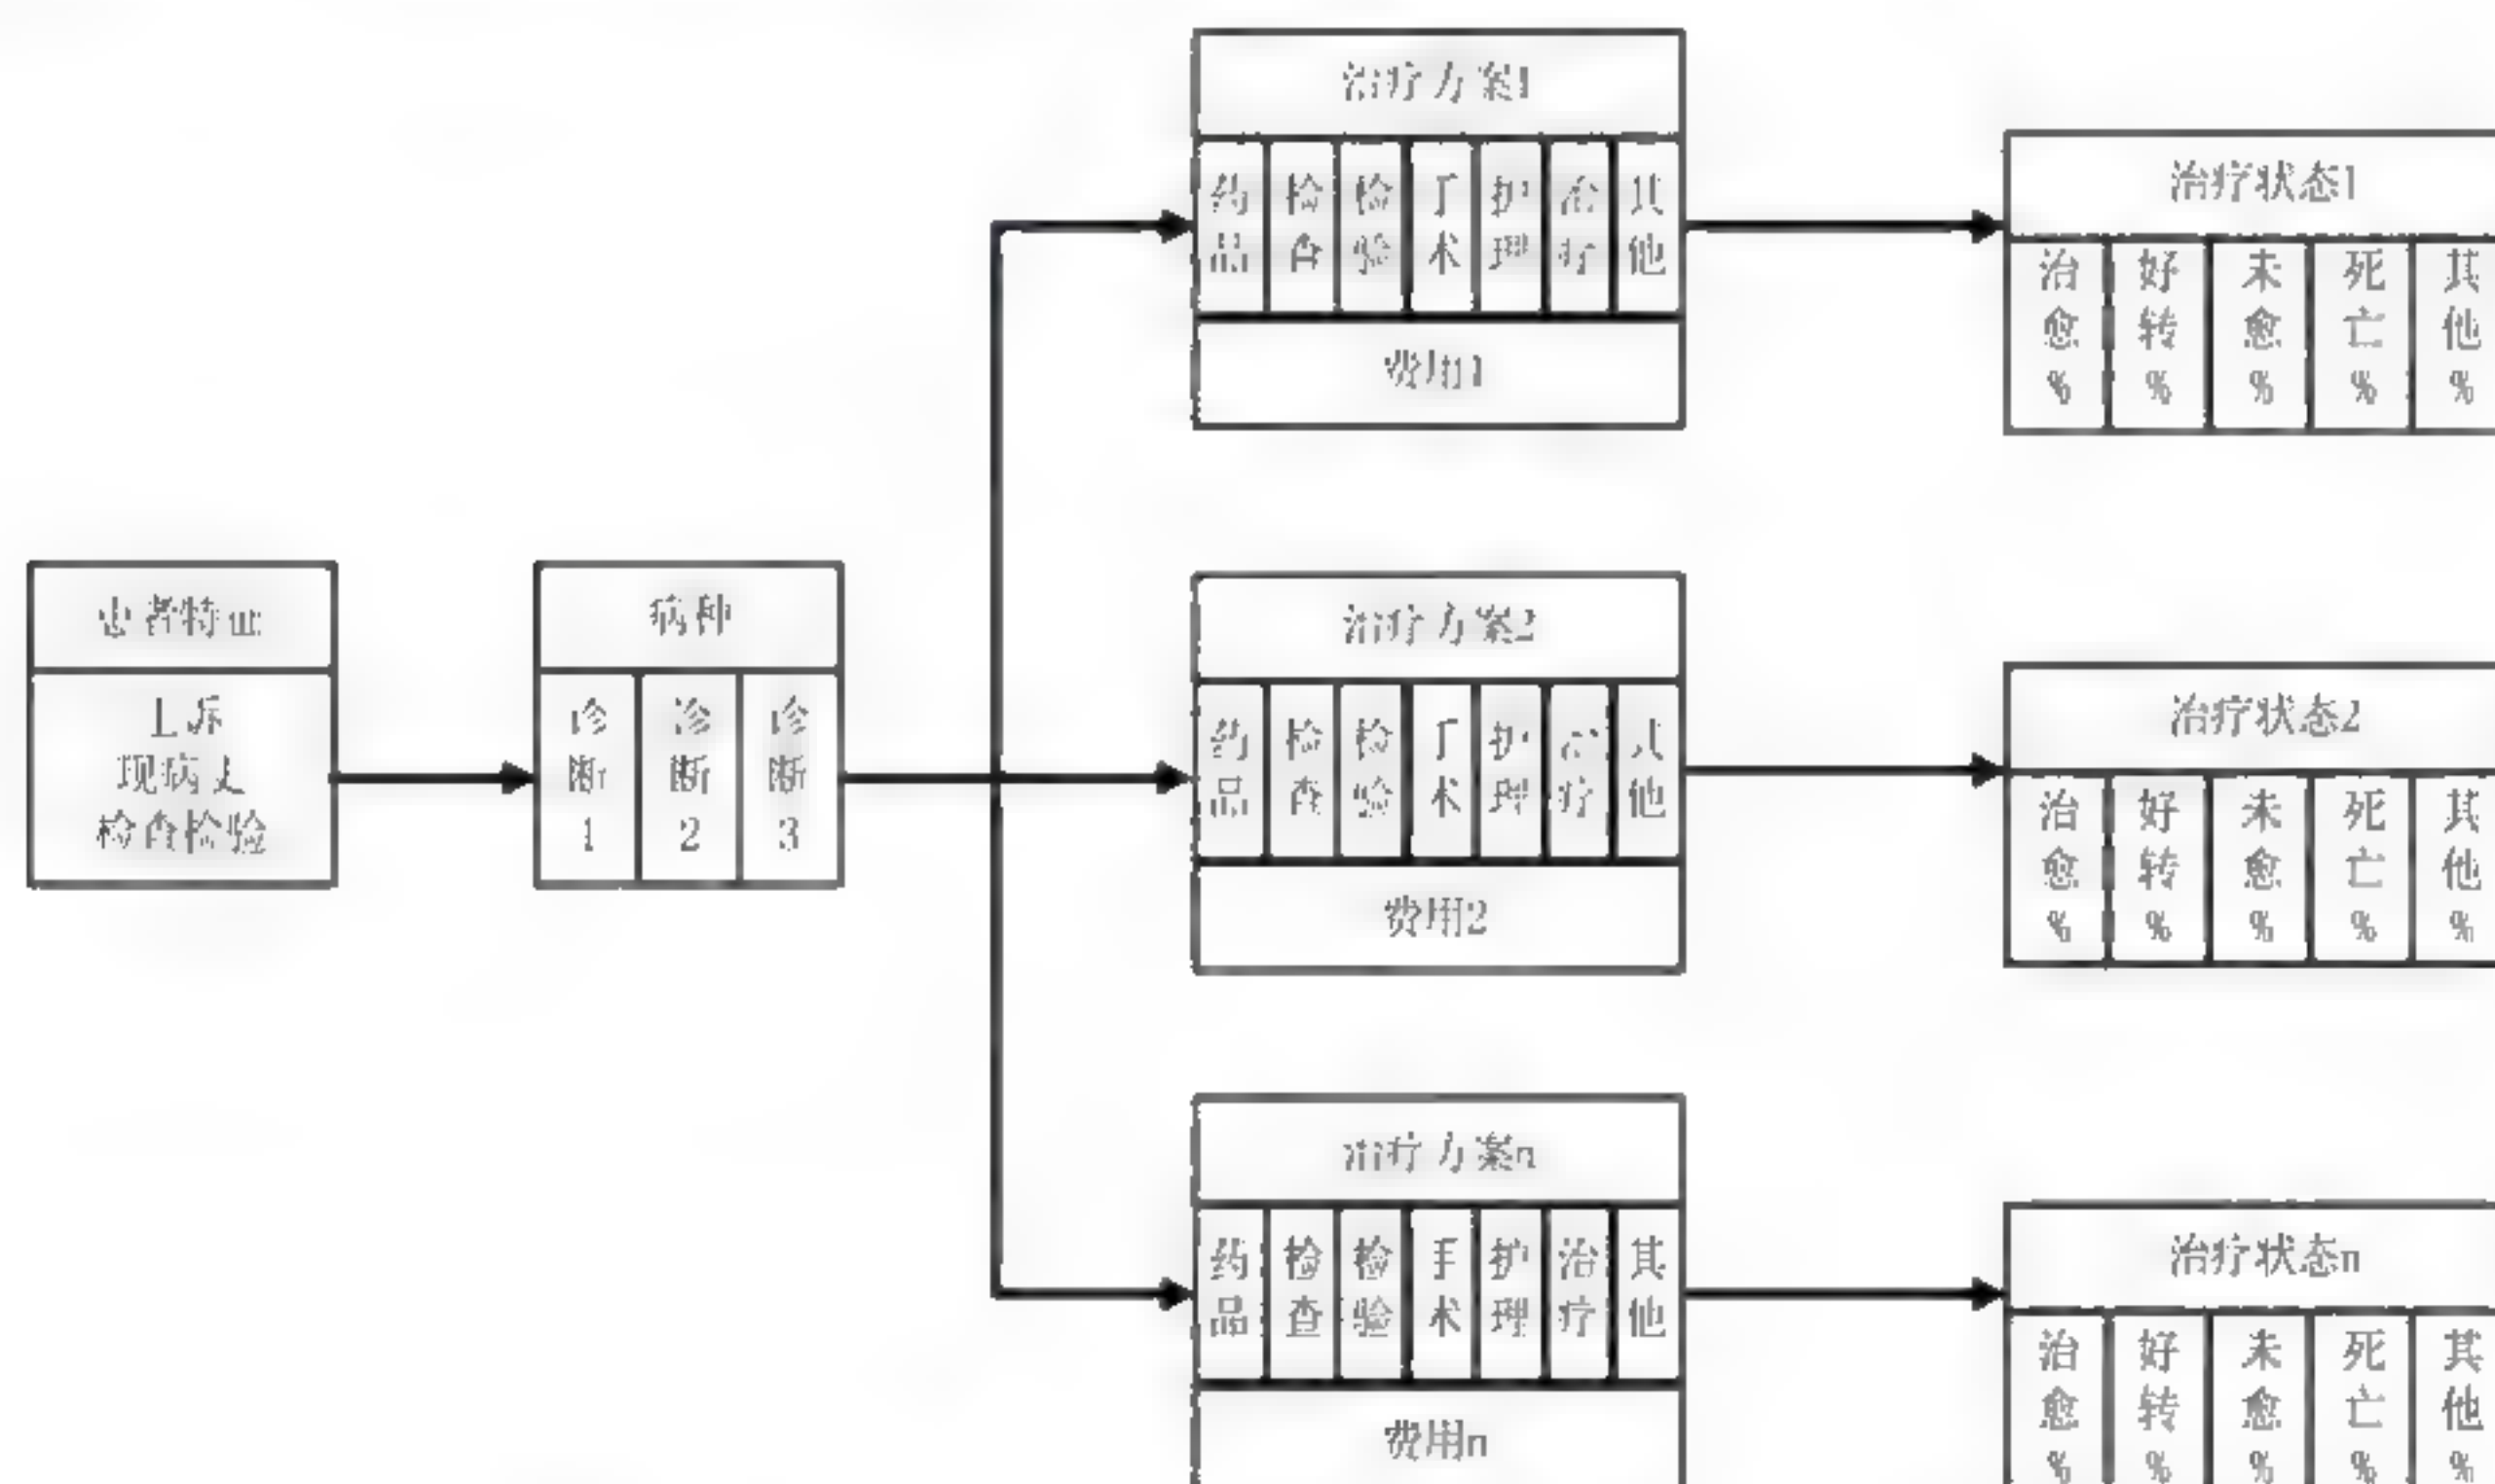 治疗方案1
药品 检查 检验 手术 护理 治疗 其他
费用1
治疗状态1
治愈% 好转% 未愈% 死亡% 其他%
患者特征
主诉
现病史
检查检验
病种
诊断1 诊断2 诊断3
治疗方案2
药品 检查 检验 手术 护理 治疗 其他
费用2
治疗状态2
治愈% 好转% 未愈% 死亡% 其他%
治疗方案n
药品 检查 检验 手术 护理 治疗 其他
费用n
治疗状态n
治愈% 好转% 未愈% 死亡% 其他%